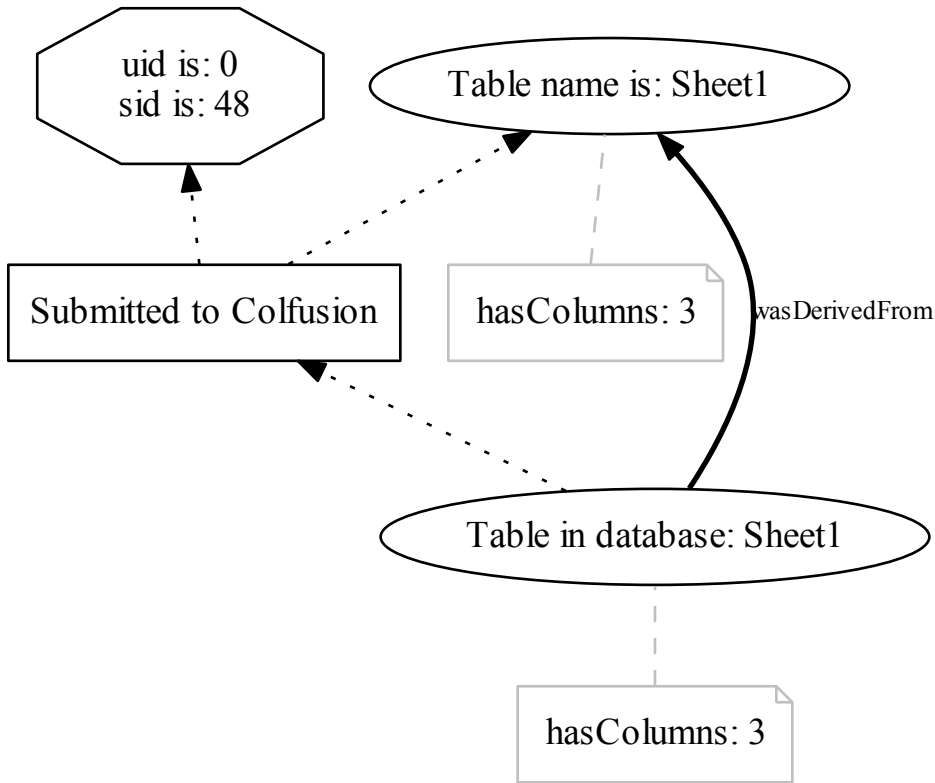 uid is: 0
sid is: 48
Table name is: Sheet1
Submitted to Colfusion
hasColumns: 3
wasDerivedFrom
Table in database: Sheet1
hasColumns: 3